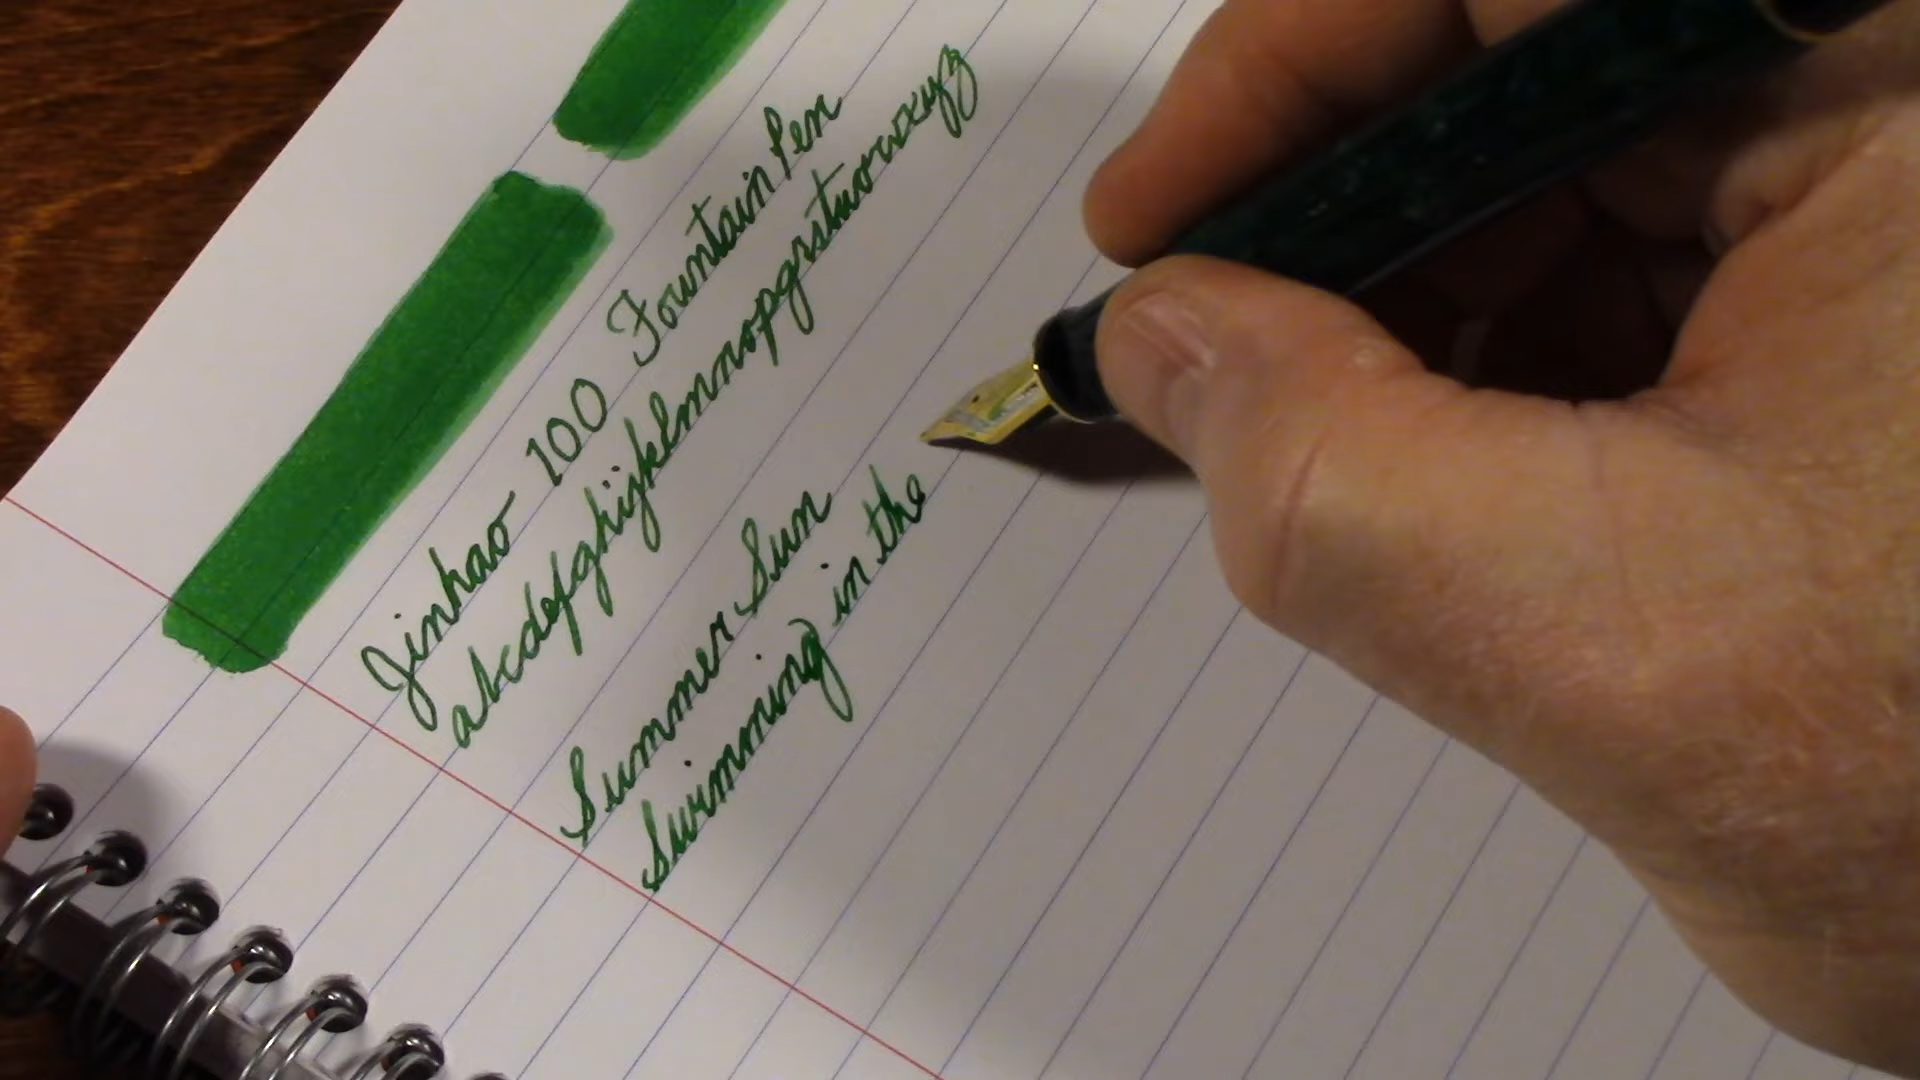 Jinhao 100 Fountain Pen
abcdefghijklmnopqrstuvwxyz
Summer Sun
Swimming in the